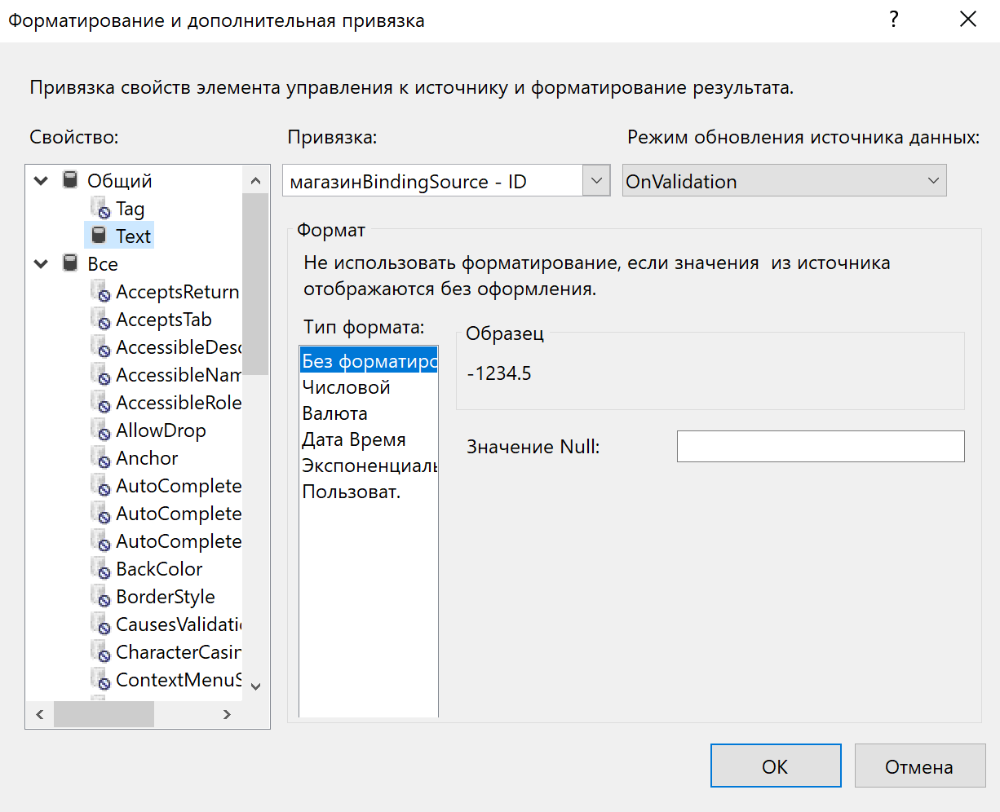 Форматирование и дополнительная привязка
?
Привязка свойств элемента управления к источнику и форматирование результата.
Свойство:
Общий
Tag
Text
Все
AcceptsReturn
AcceptsTab
AccessibleDesc
AccessibleNam
AccessibleRole
AllowDrop
Anchor
AutoComplete
AutoComplete
AutoComplete
BackColor
BorderStyle
CausesValidati
CharacterCasin
ContextMenuS
Привязка:
магазинBindingSource - ID
Режим обновления источника данных:
OnValidation
Формат
Не использовать форматирование, если значения  из источника
отображаются без оформления.
Тип формата:
Без форматиро
Числовой
Валюта
Дата Время
Экспоненциаль
Пользоват.
Образец
-1234.5
Значение Null:
ОК
Отмена